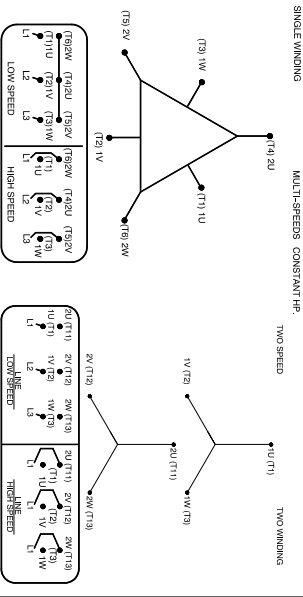 SINGLE WINDING MULTI-SPEEDS CONSTANT HP.
(T4) 2U
(T3) 1W
(T1) 1U
(T5) 2V
(T6) 2W
(T2) 1V
(T6)2W (T4)2U (T5)2V
(T1)1U (T2)1V (T3)1W
L1 L2 L3
LOW SPEED
(T6)2W (T4)2U (T5)2V
(T1) (T2) (T3)
1U 1V 1W
L1 L2 L3
HIGH SPEED
TWO SPEED TWO WINDING
1U (T1)
1V (T2)
1W (T3)
2U (T11)
2V (T12)
2W (T13)
2U (T11) 2V (T12) 2W (T13)
1U (T1) 1V (T2) 1W (T3)
L1 L2 L3
LINE
LOW SPEED
2U (T11) 2V (T12) 2W (T13)
(T1) (T2) (T3)
1U 1V 1W
L1 L1 L1
LINE
HIGH SPEED